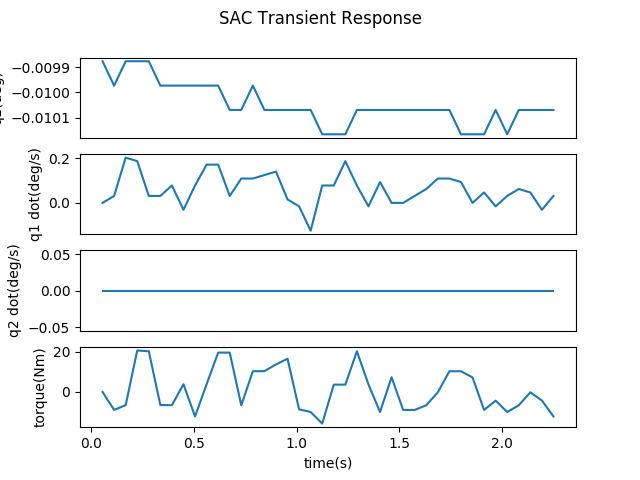 SAC Transient Response
−0.0099
−0.0100
−0.0101
0.2
0.0
q1 dot(deg/s)
0.05
0.00
−0.05
q2 dot(deg/s)
20
0
torque(Nm)
0.0 0.5 1.0 1.5 2.0
time(s)